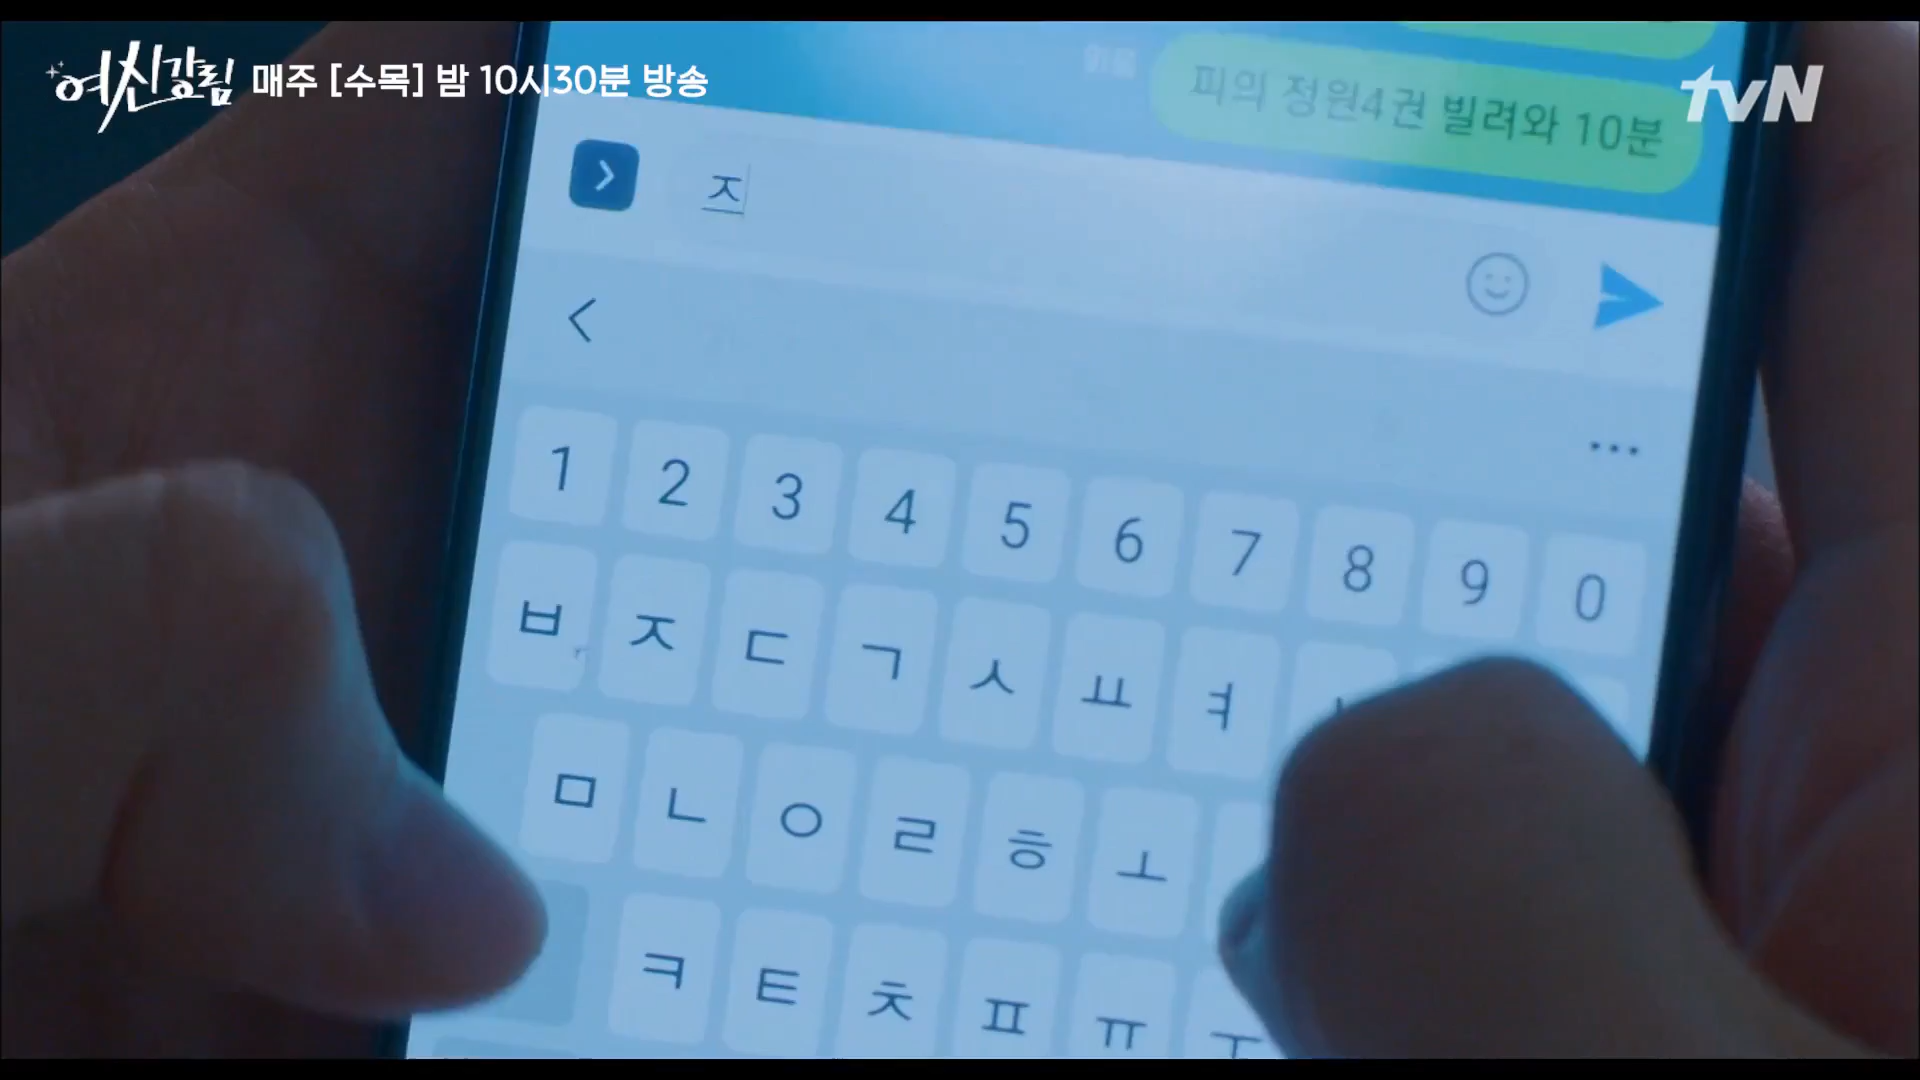 여신강림 매주 [수목] 밤 10시30분 방송
tvN
피의 정원4권 빌려와 10분
ㅈ
1 2 3 4 5 6 7 8 9 0
ㅂ ㅈ ㄷ ㄱ ㅅ ㅛ ㅕ
ㅁ ㄴ ㅇ ㄹ ㅎ ㅗ
ㅋ ㅌ ㅊ ㅍ ㅠ ㅜ